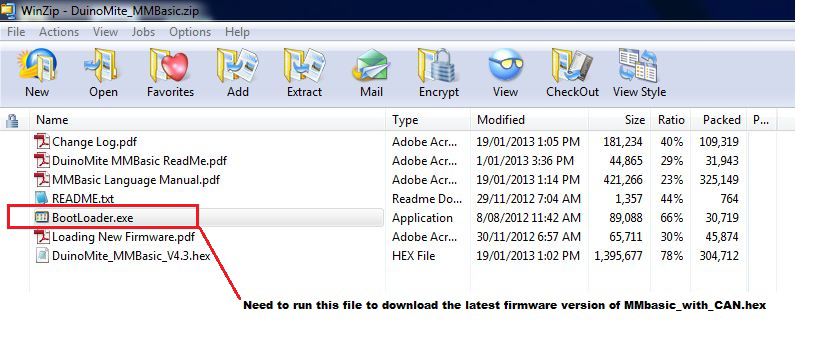 WinZip - DuinoMite_MMBasic.zip
File Actions View Jobs Options Help
New Open Favorites Add Extract Mail Encrypt View CheckOut View Style
Name Type Modified Size Ratio Packed P...
Change Log.pdf Adobe Acr... 19/01/2013 1:05 PM 181,234 40% 109,319
DuinoMite MMBasic ReadMe.pdf Adobe Acr... 1/01/2013 3:36 PM 44,865 29% 31,943
MMBasic Language Manual.pdf Adobe Acr... 19/01/2013 1:14 PM 421,266 23% 325,149
README.txt Readme Do... 29/11/2012 7:04 AM 1,357 44% 764
BootLoader.exe Application 8/08/2012 11:42 AM 89,088 66% 30,719
Loading New Firmware.pdf Adobe Acr... 30/11/2012 6:57 AM 65,711 30% 45,874
DuinoMite_MMBasic_V4.3.hex HEX File 19/01/2013 1:02 PM 1,395,677 78% 304,712
Need to run this file to download the latest firmware version of MMbasic_with_CAN.hex